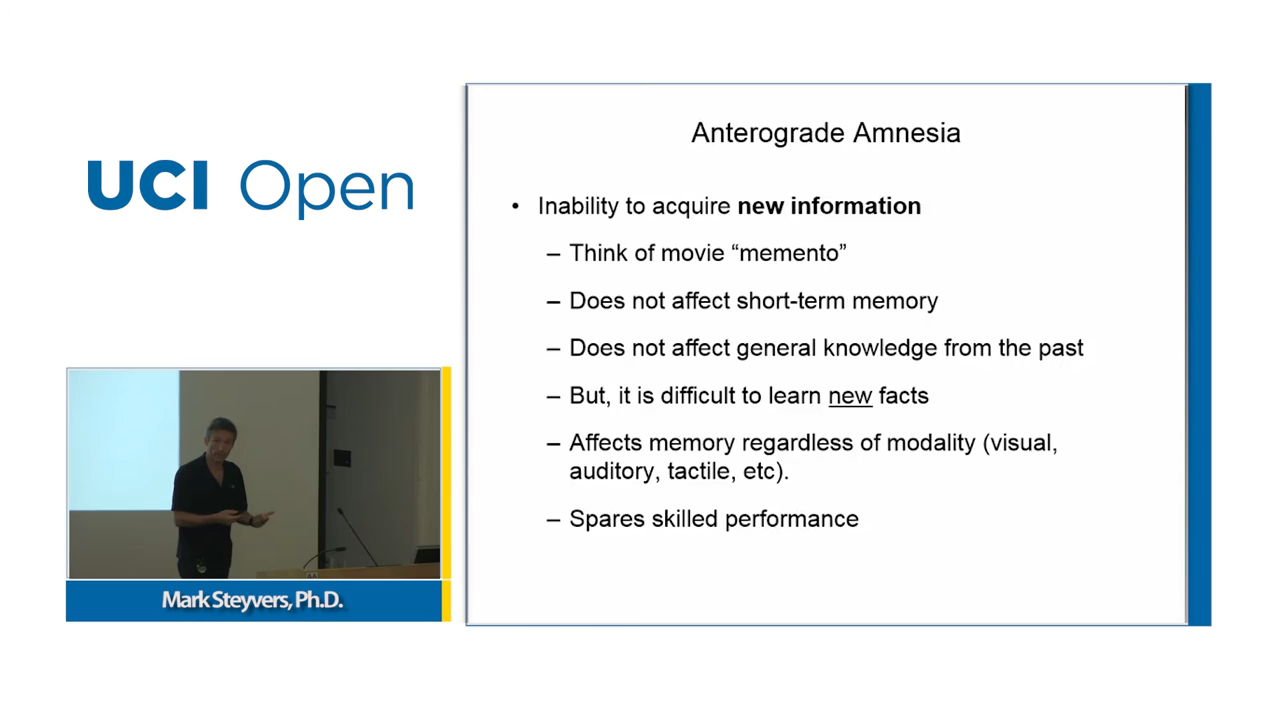 UCI Open
Anterograde Amnesia
• Inability to acquire new information
– Think of movie “memento”
– Does not affect short-term memory
– Does not affect general knowledge from the past
– But, it is difficult to learn new facts
– Affects memory regardless of modality (visual,
auditory, tactile, etc).
– Spares skilled performance
Mark Steyvers, Ph.D.